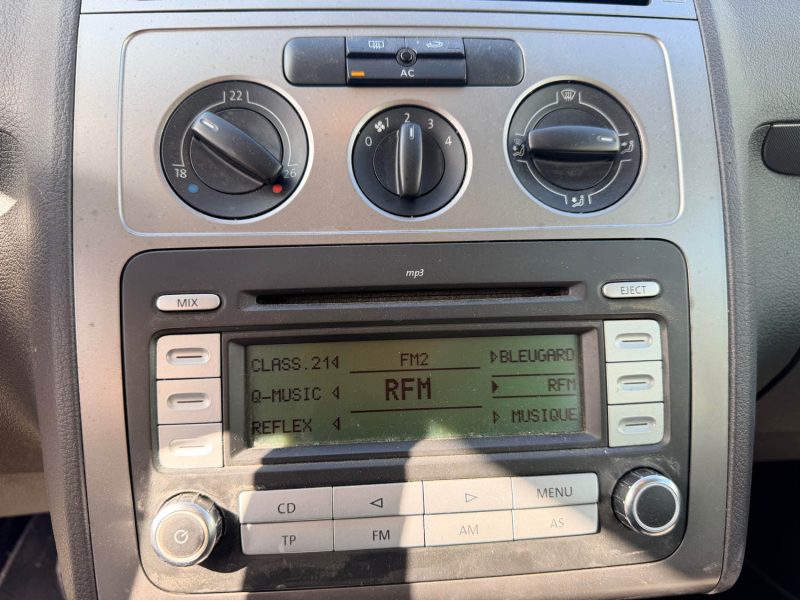 AC
22
18
26
0 1 2 3 4
mp3
MIX
EJECT
CLASS.21 FM2 BLEUGARD
Q-MUSIC RFM RFM
REFLEX MUSIQUE
CD MENU
TP FM AM AS